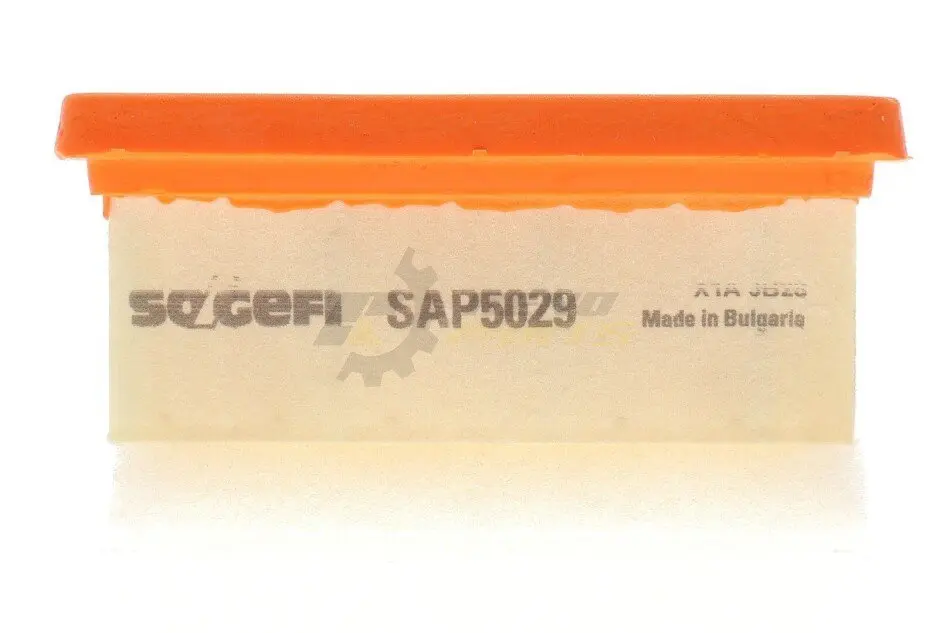 SOGEFI SAP5029
X1A JB28
Made in Bulgaria